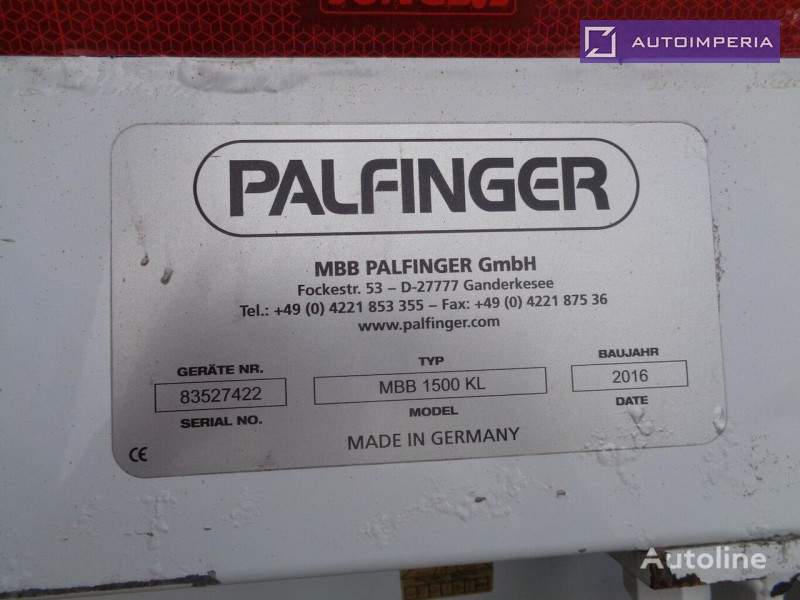 AUTOIMPERIA
PALFINGER
MBB PALFINGER GmbH
Fockestr. 53 – D-27777 Ganderkesee
Tel.: +49 (0) 4221 853 355 – Fax: +49 (0) 4221 875 36
www.palfinger.com
GERÄTE NR. TYP BAUJAHR
83527422 MBB 1500 KL 2016
SERIAL NO. MODEL DATE
MADE IN GERMANY
CE
Autoline